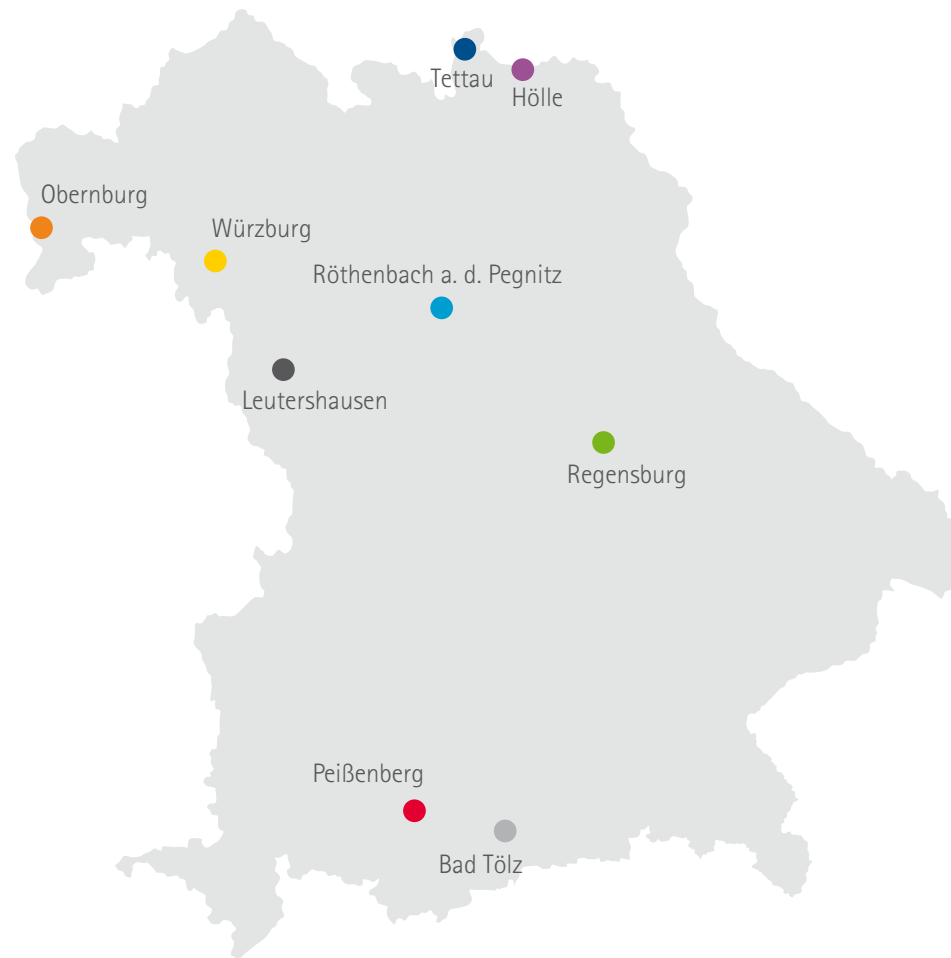 Tettau
Hölle
Obernburg
Würzburg
Röthenbach a. d. Pegnitz
Leutershausen
Regensburg
Peißenberg
Bad Tölz